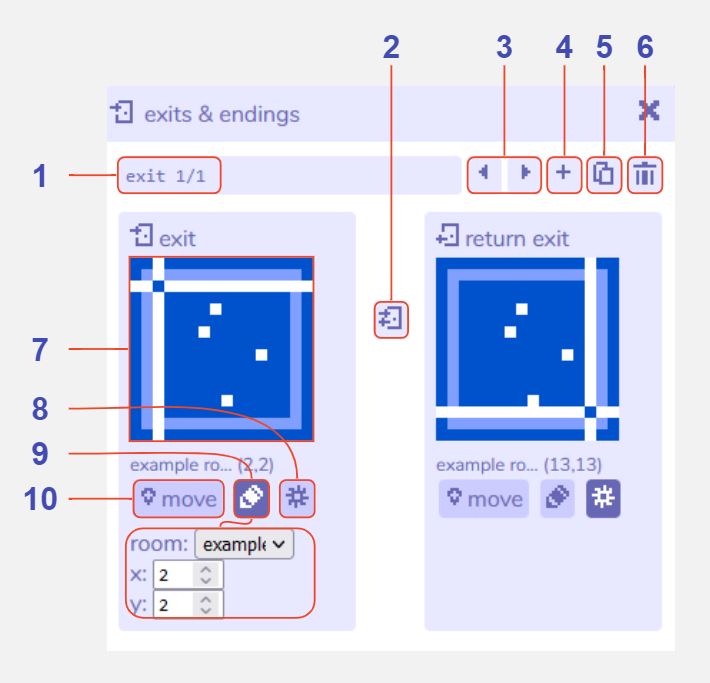 2 3 4 5 6
exits & endings
1
exit 1/1
exit
return exit
7
8
9
example ro... (2,2)
example ro... (13,13)
10
move
move
room: example
x: 2
y: 2